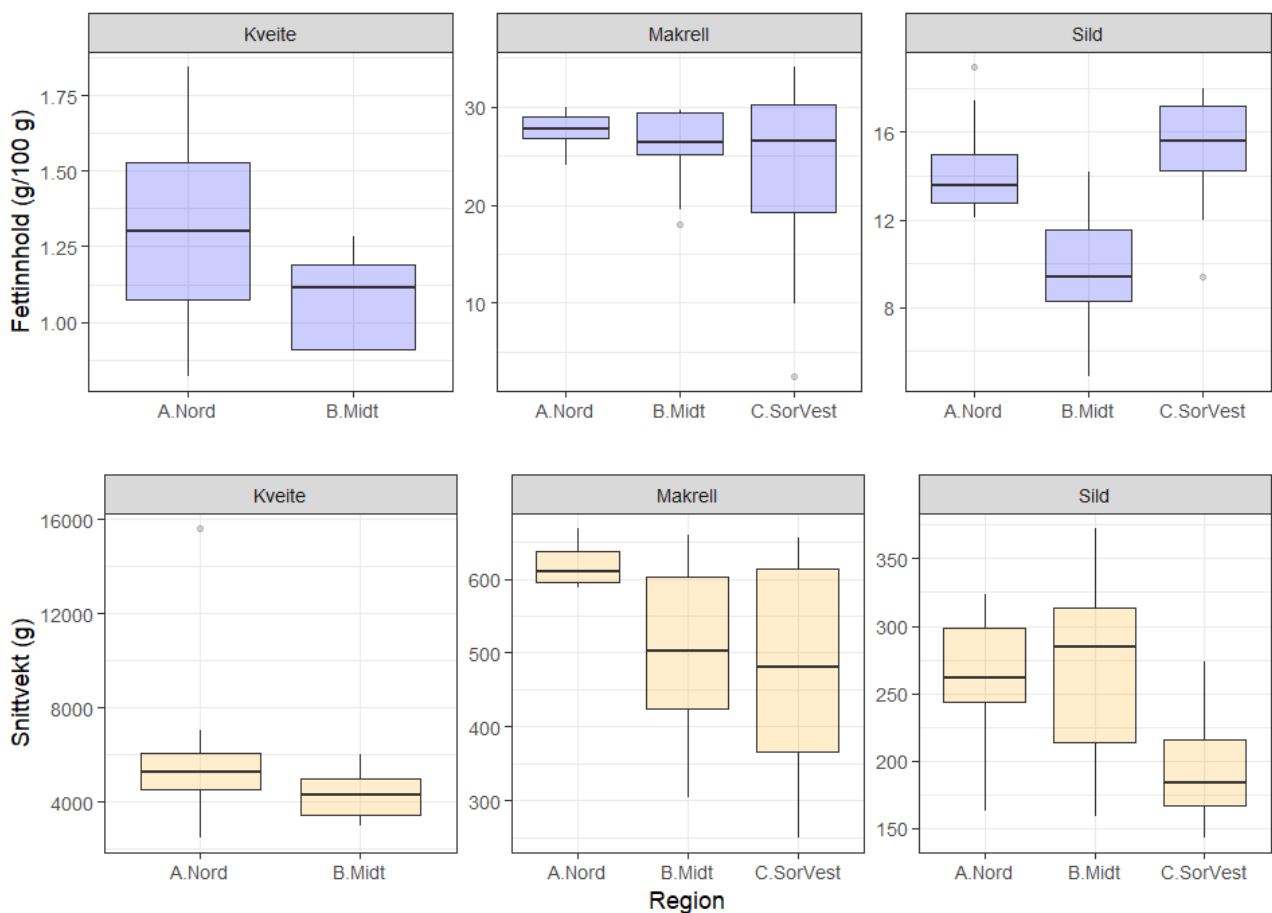 Kveite
Makrell
Sild
Fettinnhold (g/100 g)
1.75
1.50
1.25
1.00
30
20
10
16
12
8
A.Nord
B.Midt
A.Nord
B.Midt
C.SorVest
A.Nord
B.Midt
C.SorVest
Kveite
Makrell
Sild
Snittvekt (g)
16000
12000
8000
4000
600
500
400
300
350
300
250
200
150
A.Nord
B.Midt
A.Nord
B.Midt
C.SorVest
A.Nord
B.Midt
C.SorVest
Region